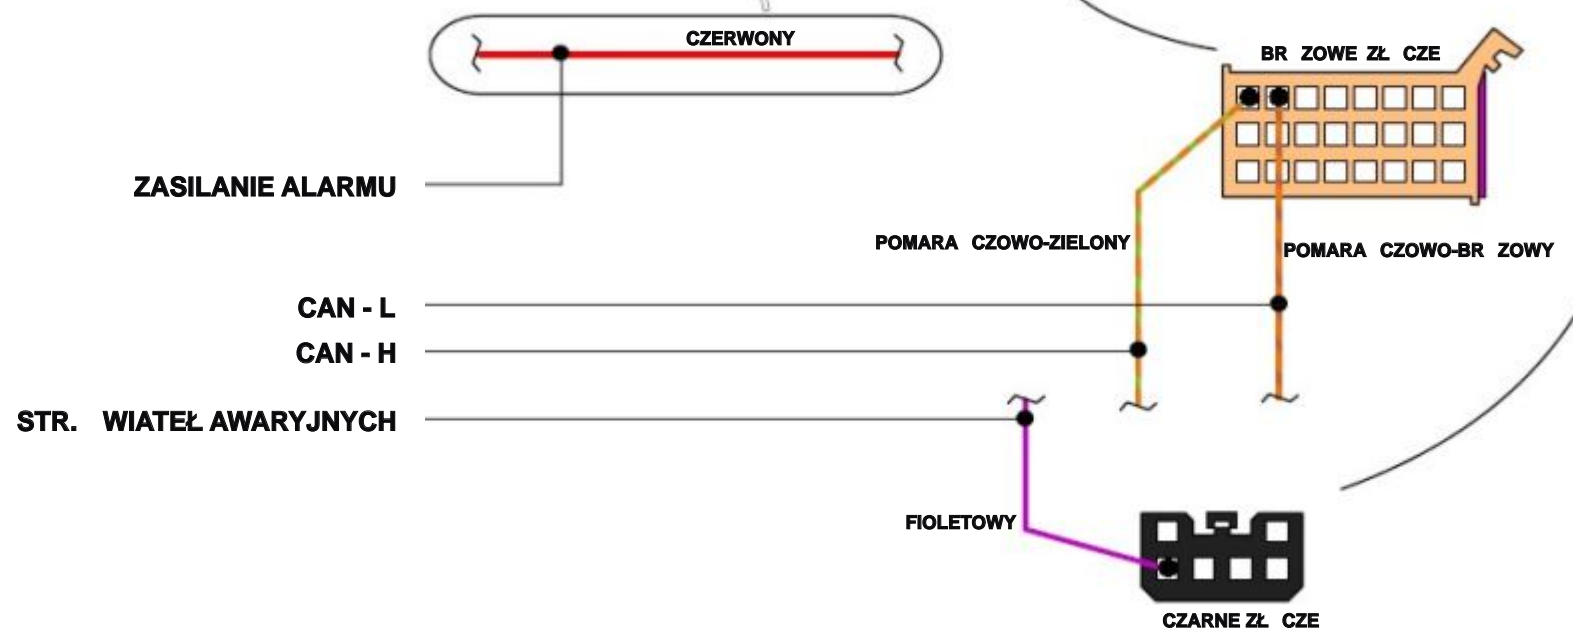 CZERWONY
BR ZOWE ZŁ CZE
ZASILANIE ALARMU
POMARA CZOWO-ZIELONY
POMARA CZOWO-BR ZOWY
CAN - L
CAN - H
STR. WIATEŁ AWARYJNYCH
FIOLETOWY
CZARNE ZŁ CZE